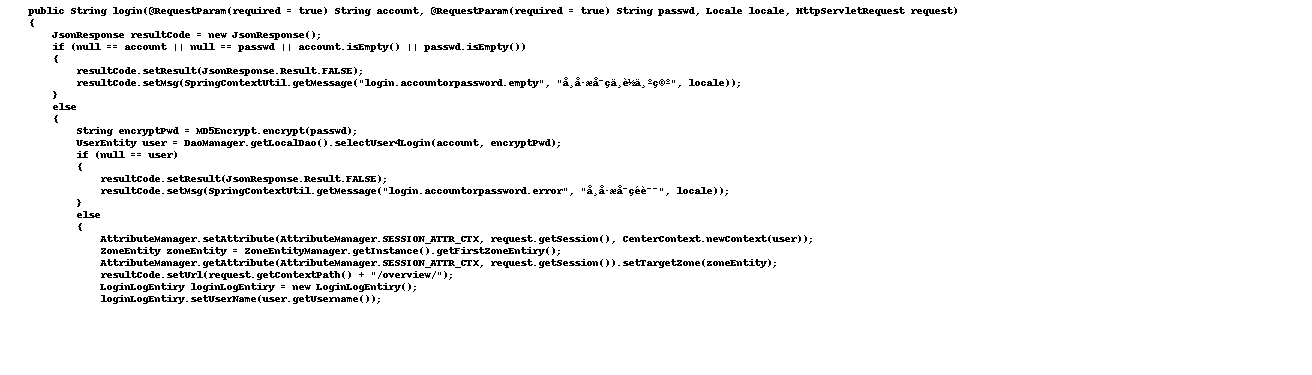 public String login(@RequestParam(required = true) String account, @RequestParam(required = true) String passwd, Locale locale, HttpServletRequest request)
{
JsonResponse resultCode = new JsonResponse();
if (null == account || null == passwd || account.isEmpty() || passwd.isEmpty())
{
resultCode.setResult(JsonResponse.Result.FALSE);
resultCode.setMsg(SpringContextUtil.getMessage("login.accountorpassword.empty", "å¸å·æå¯çä¸è½ä¸ºç©º", locale));
}
else
{
String encryptPwd = MD5Encrypt.encrypt(passwd);
UserEntity user = DaoManager.getLocalDao().selectUser4Login(account, encryptPwd);
if (null == user)
{
resultCode.setResult(JsonResponse.Result.FALSE);
resultCode.setMsg(SpringContextUtil.getMessage("login.accountorpassword.error", "å¸å·æå¯çéè¯¯", locale));
}
else
{
AttributeManager.setAttribute(AttributeManager.SESSION_ATTR_CTX, request.getSession(), CenterContext.newContext(user));
ZoneEntity zoneEntity = ZoneEntityManager.getInstance().getFirstZoneEntiry();
AttributeManager.getAttribute(AttributeManager.SESSION_ATTR_CTX, request.getSession()).setTargetZone(zoneEntity);
resultCode.setUrl(request.getContextPath() + "/overview/");
LoginLogEntiry loginLogEntiry = new LoginLogEntiry();
loginLogEntiry.setUserName(user.getUsername());